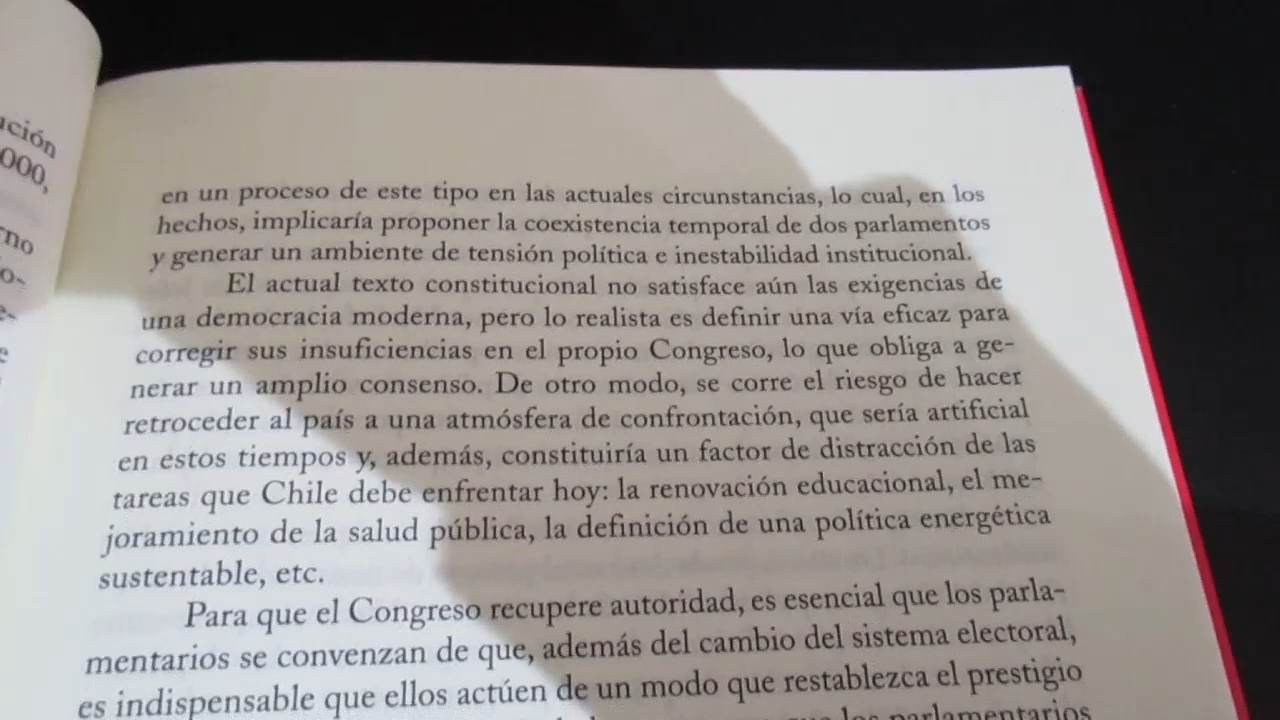 ución
000,
en un proceso de este tipo en las actuales circunstancias, lo cual, en los
hechos, implicaría proponer la coexistencia temporal de dos parlamentos
y generar un ambiente de tensión política e inestabilidad institucional.
El actual texto constitucional no satisface aún las exigencias de
una democracia moderna, pero lo realista es definir una vía eficaz para
corregir sus insuficiencias en el propio Congreso, lo que obliga a ge-
nerar un amplio consenso. De otro modo, se corre el riesgo de hacer
retroceder al país a una atmósfera de confrontación, que sería artificial
en estos tiempos y, además, constituiría un factor de distracción de las
tareas que Chile debe enfrentar hoy: la renovación educacional, el me-
joramiento de la salud pública, la definición de una política energética
sustentable, etc.
Para que el Congreso recupere autoridad, es esencial que los parla-
mentarios se convenzan de que, además del cambio del sistema electoral,
es indispensable que ellos actúen de un modo que restablezca el prestigio
los parlamentarios